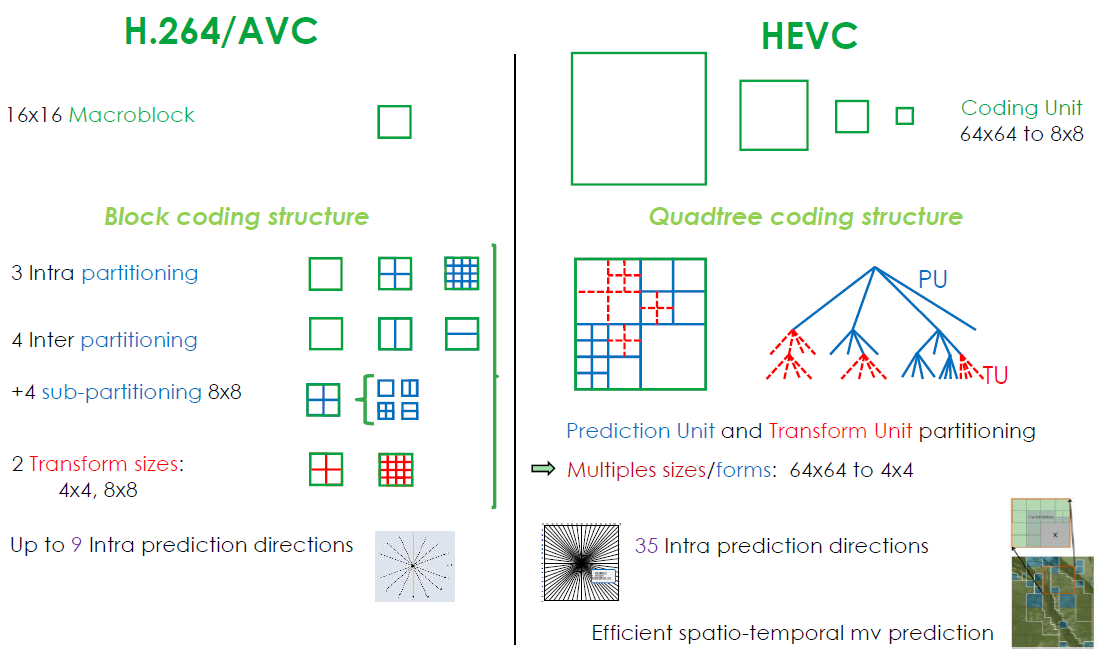 H.264/AVC
16x16 Macroblock
Block coding structure
3 Intra partitioning
4 Inter partitioning
+4 sub-partitioning 8x8
2 Transform sizes:
4x4, 8x8
Up to 9 Intra prediction directions
HEVC
Coding Unit
64x64 to 8x8
Quadtree coding structure
PU
TU
Prediction Unit and Transform Unit partitioning
Multiples sizes/forms: 64x64 to 4x4
35 Intra prediction directions
X
Efficient spatio-temporal mv prediction